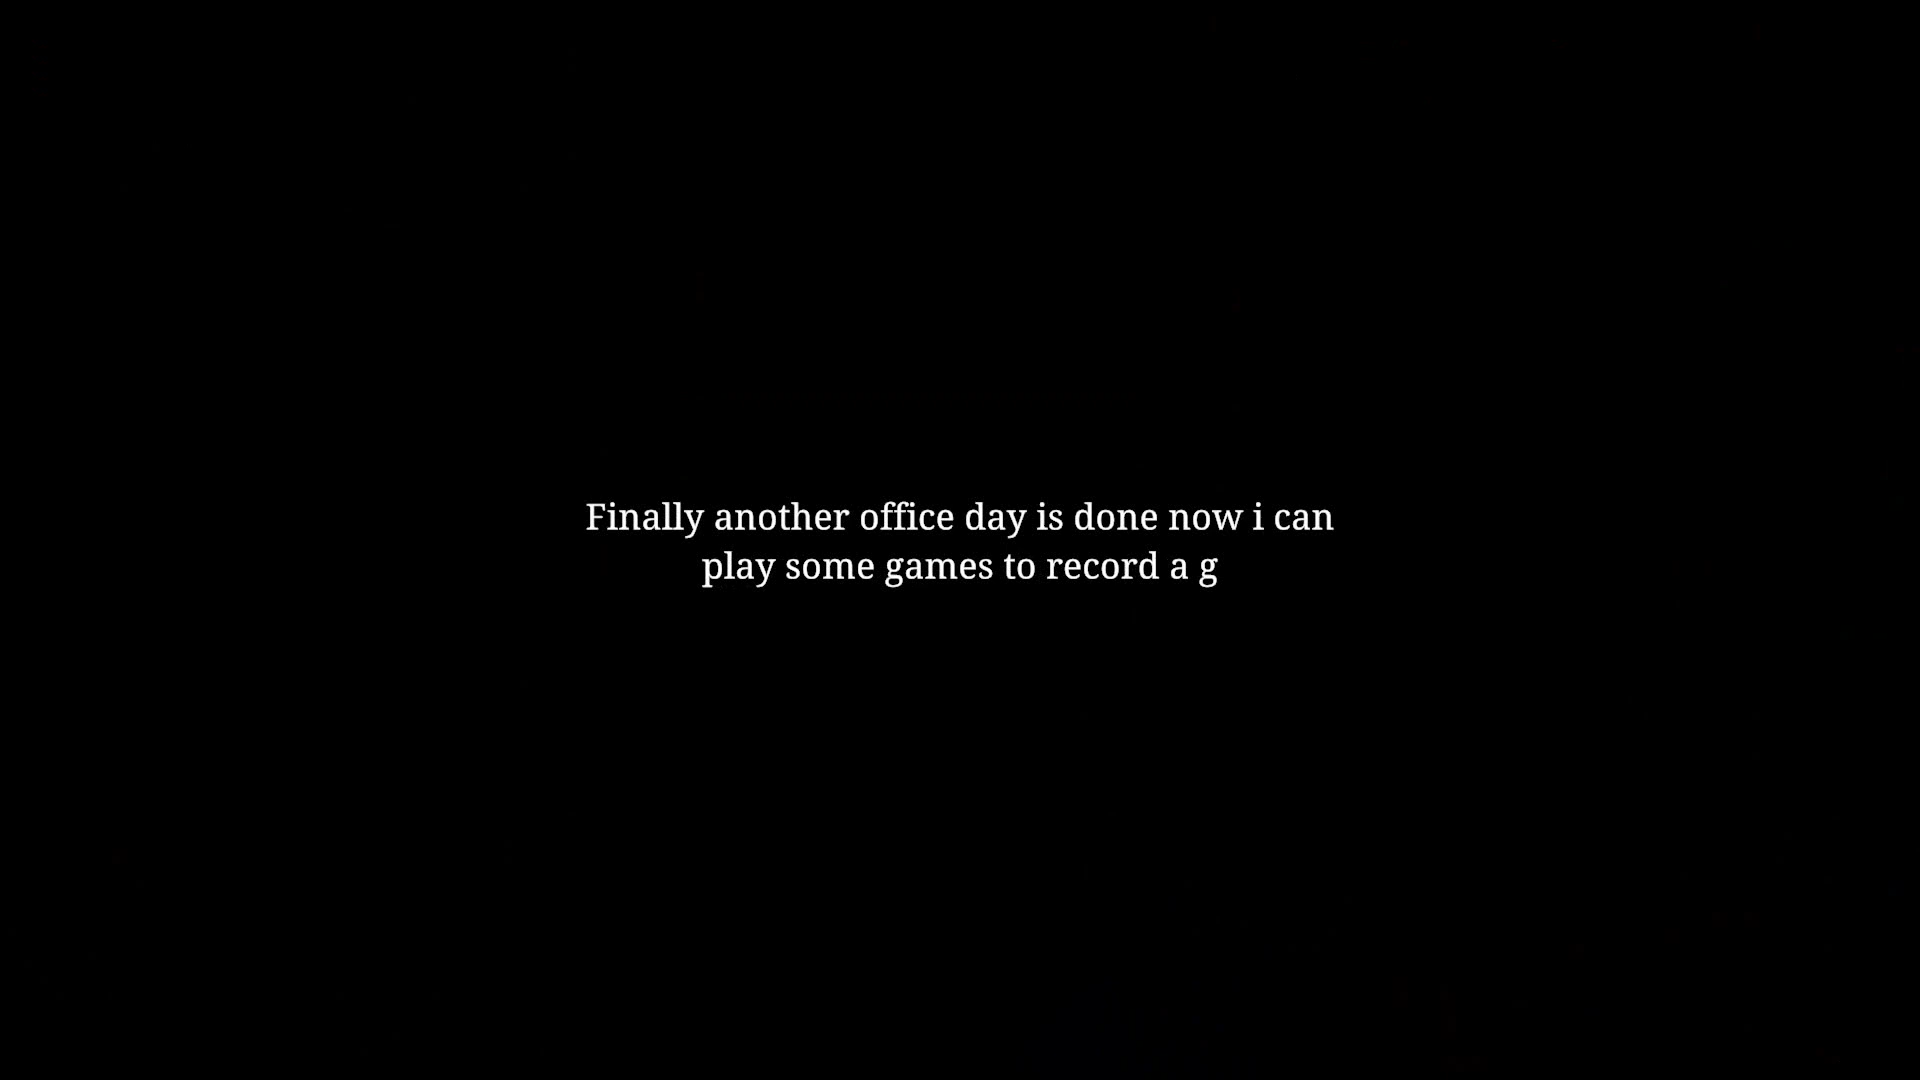 Finally another office day is done now i can
play some games to record a g